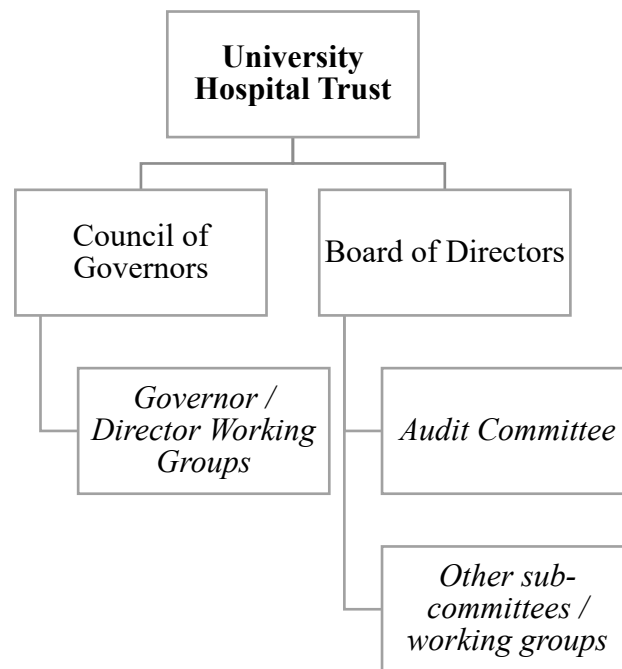 University
Hospital Trust
Council of
Governors
Board of Directors
Governor /
Director Working
Groups
Audit Committee
Other sub-
committees /
working groups